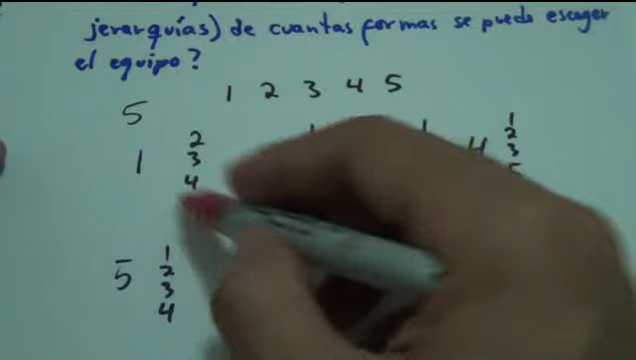 jerarquías) de cuantas formas se puede escoger
el equipo?
1 2 3 4 5
5
1 2 3 4
4 1 2 3 5
5 1 2 3 4